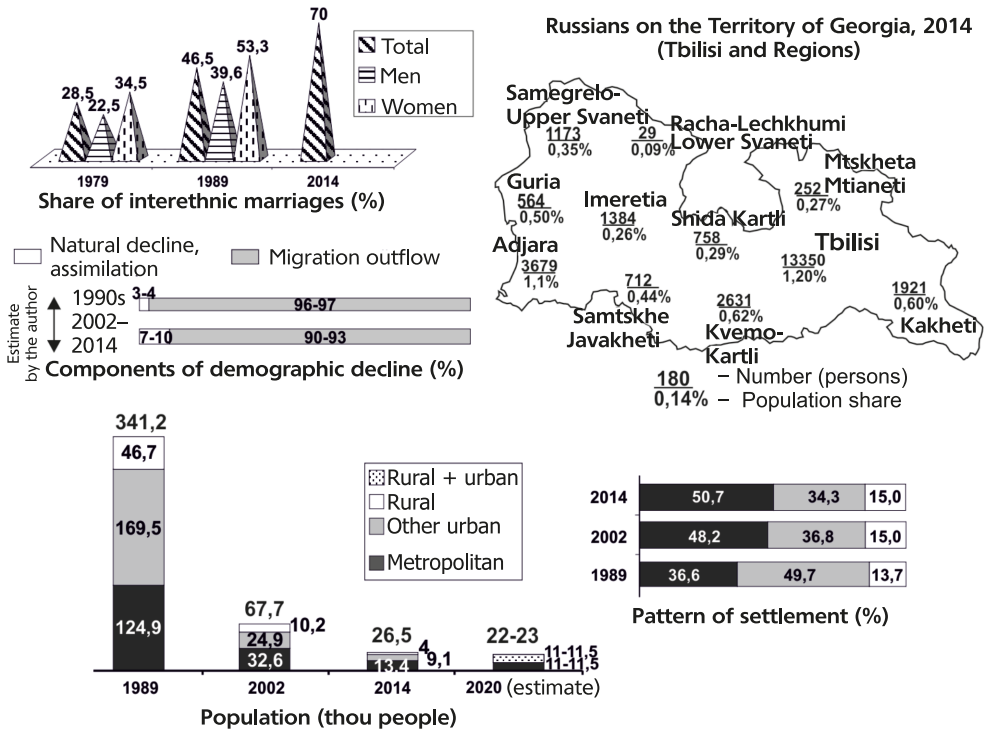 70
46,5
39,6
53,3
28,5
22,5
34,5
Total
Men
Women
1979
1989
2014
Share of interethnic marriages (%)
Natural decline,
assimilation
Migration outflow
Estimate
by the author
1990s
3-4
96-97
2002–
2014
7-10
90-93
Components of demographic decline (%)
Russians on the Territory of Georgia, 2014
(Tbilisi and Regions)
Samegrelo-
Upper Svaneti
1173
0,35%
29
0,09%
Racha-Lechkhumi
Lower Svaneti
Mtskheta
Mtianeti
252
0,27%
Guria
564
0,50%
Imeretia
1384
0,26%
Shida Kartli
758
0,29%
Tbilisi
13350
1,20%
Adjara
3679
1,1%
712
0,44%
Samtskhe
Javakheti
2631
0,62%
Kvemo-
Kartli
1921
0,60%
Kakheti
180
0,14%
– Number (persons)
– Population share
341,2
46,7
169,5
124,9
67,7
10,2
24,9
32,6
26,5
4
9,1
13,4
22-23
11-11,5
11-11,5
1989
2002
2014
2020 (estimate)
Population (thou people)
Rural + urban
Rural
Other urban
Metropolitan
2014
50,7
34,3
15,0
2002
48,2
36,8
15,0
1989
36,6
49,7
13,7
Pattern of settlement (%)